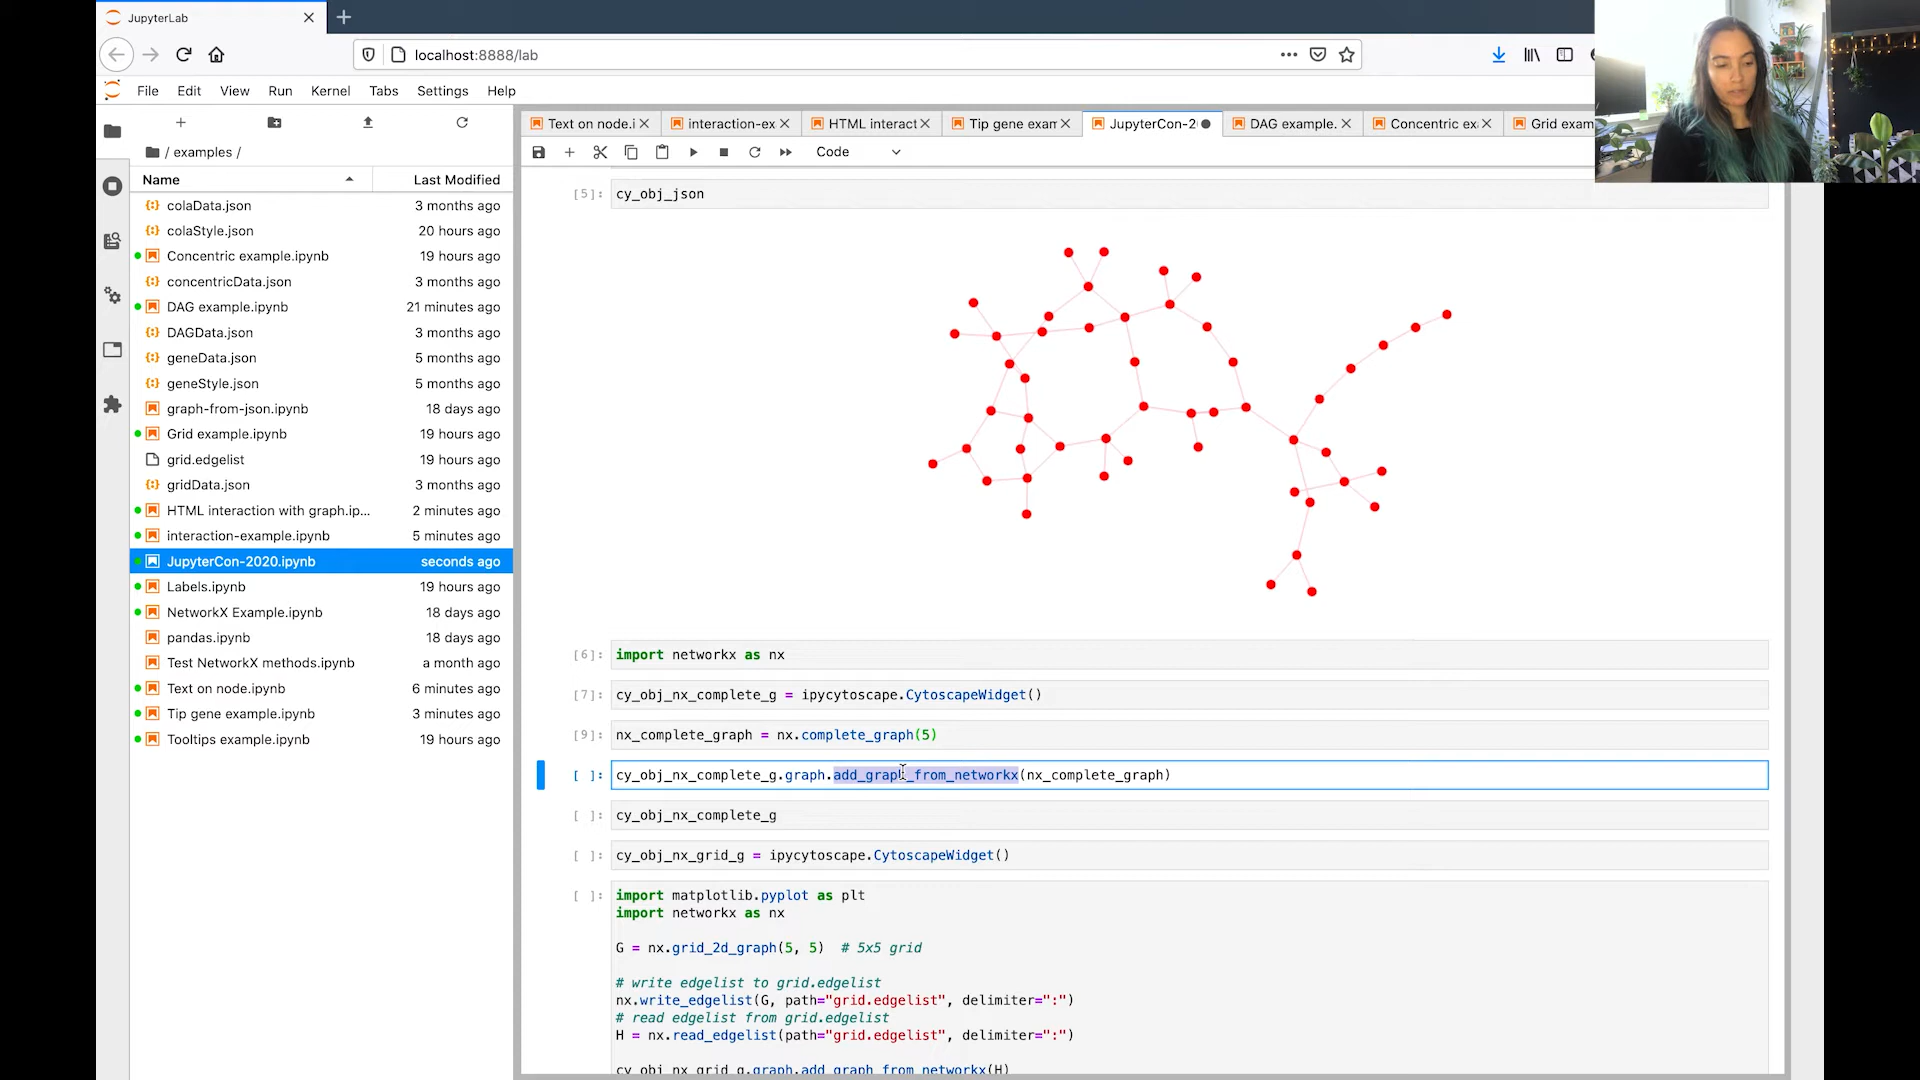 JupyterLab
localhost:8888/lab
File Edit View Run Kernel Tabs Settings Help
/ examples /
Name Last Modified
colaData.json 3 months ago
colaStyle.json 20 hours ago
Concentric example.ipynb 19 hours ago
concentricData.json 3 months ago
DAG example.ipynb 21 minutes ago
DAGData.json 3 months ago
geneData.json 5 months ago
geneStyle.json 5 months ago
graph-from-json.ipynb 18 days ago
Grid example.ipynb 19 hours ago
grid.edgelist 19 hours ago
gridData.json 3 months ago
HTML interaction with graph.ip... 2 minutes ago
interaction-example.ipynb 5 minutes ago
JupyterCon-2020.ipynb seconds ago
Labels.ipynb 19 hours ago
NetworkX Example.ipynb 18 days ago
pandas.ipynb 18 days ago
Test NetworkX methods.ipynb a month ago
Text on node.ipynb 6 minutes ago
Tip gene example.ipynb 3 minutes ago
Tooltips example.ipynb 19 hours ago
Text on node.i interaction-ex HTML interact Tip gene exam JupyterCon-2 DAG example. Concentric ex Grid exam
Code
[5]: cy_obj_json
[6]: import networkx as nx
[7]: cy_obj_nx_complete_g = ipycytoscape.CytoscapeWidget()
[9]: nx_complete_graph = nx.complete_graph(5)
[ ]: cy_obj_nx_complete_g.graph.add_graph_from_networkx(nx_complete_graph)
[ ]: cy_obj_nx_complete_g
[ ]: cy_obj_nx_grid_g = ipycytoscape.CytoscapeWidget()
[ ]: import matplotlib.pyplot as plt
import networkx as nx
G = nx.grid_2d_graph(5, 5) # 5x5 grid
# write edgelist to grid.edgelist
nx.write_edgelist(G, path="grid.edgelist", delimiter=":")
# read edgelist from grid.edgelist
H = nx.read_edgelist(path="grid.edgelist", delimiter=":")
cy_obj_nx_grid_g.graph.add_graph_from_networkx(H)